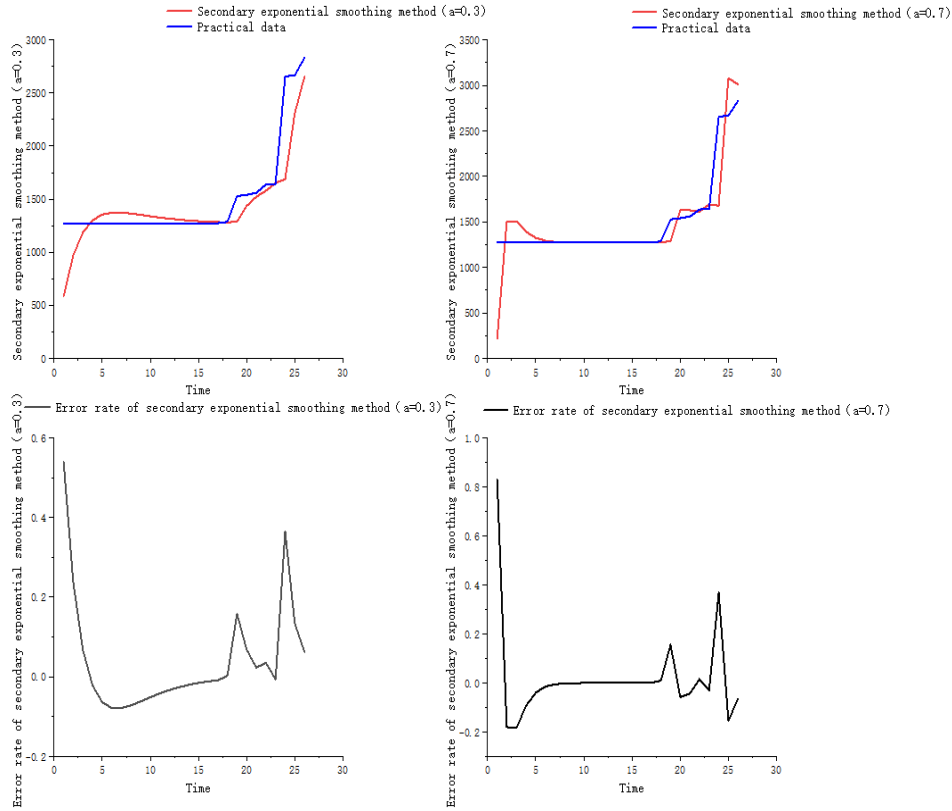 Secondary exponential smoothing method (a=0.3)
Practical data
Secondary exponential smoothing method (a=0.3)
3000
2500
2000
1500
1000
500
0
0 5 10 15 20 25 30
Time
Secondary exponential smoothing method (a=0.7)
Practical data
Secondary exponential smoothing method (a=0.7)
3500
3000
2500
2000
1500
1000
500
0
0 5 10 15 20 25 30
Time
Error rate of secondary exponential smoothing method (a=0.3)
Error rate of secondary exponential smoothing method (a=0.3)
0.6
0.4
0.2
0.0
-0.2
0 5 10 15 20 25 30
Time
Error rate of secondary exponential smoothing method (a=0.7)
Error rate of secondary exponential smoothing method (a=0.7)
1.0
0.8
0.6
0.4
0.2
0.0
-0.2
0 5 10 15 20 25 30
Time